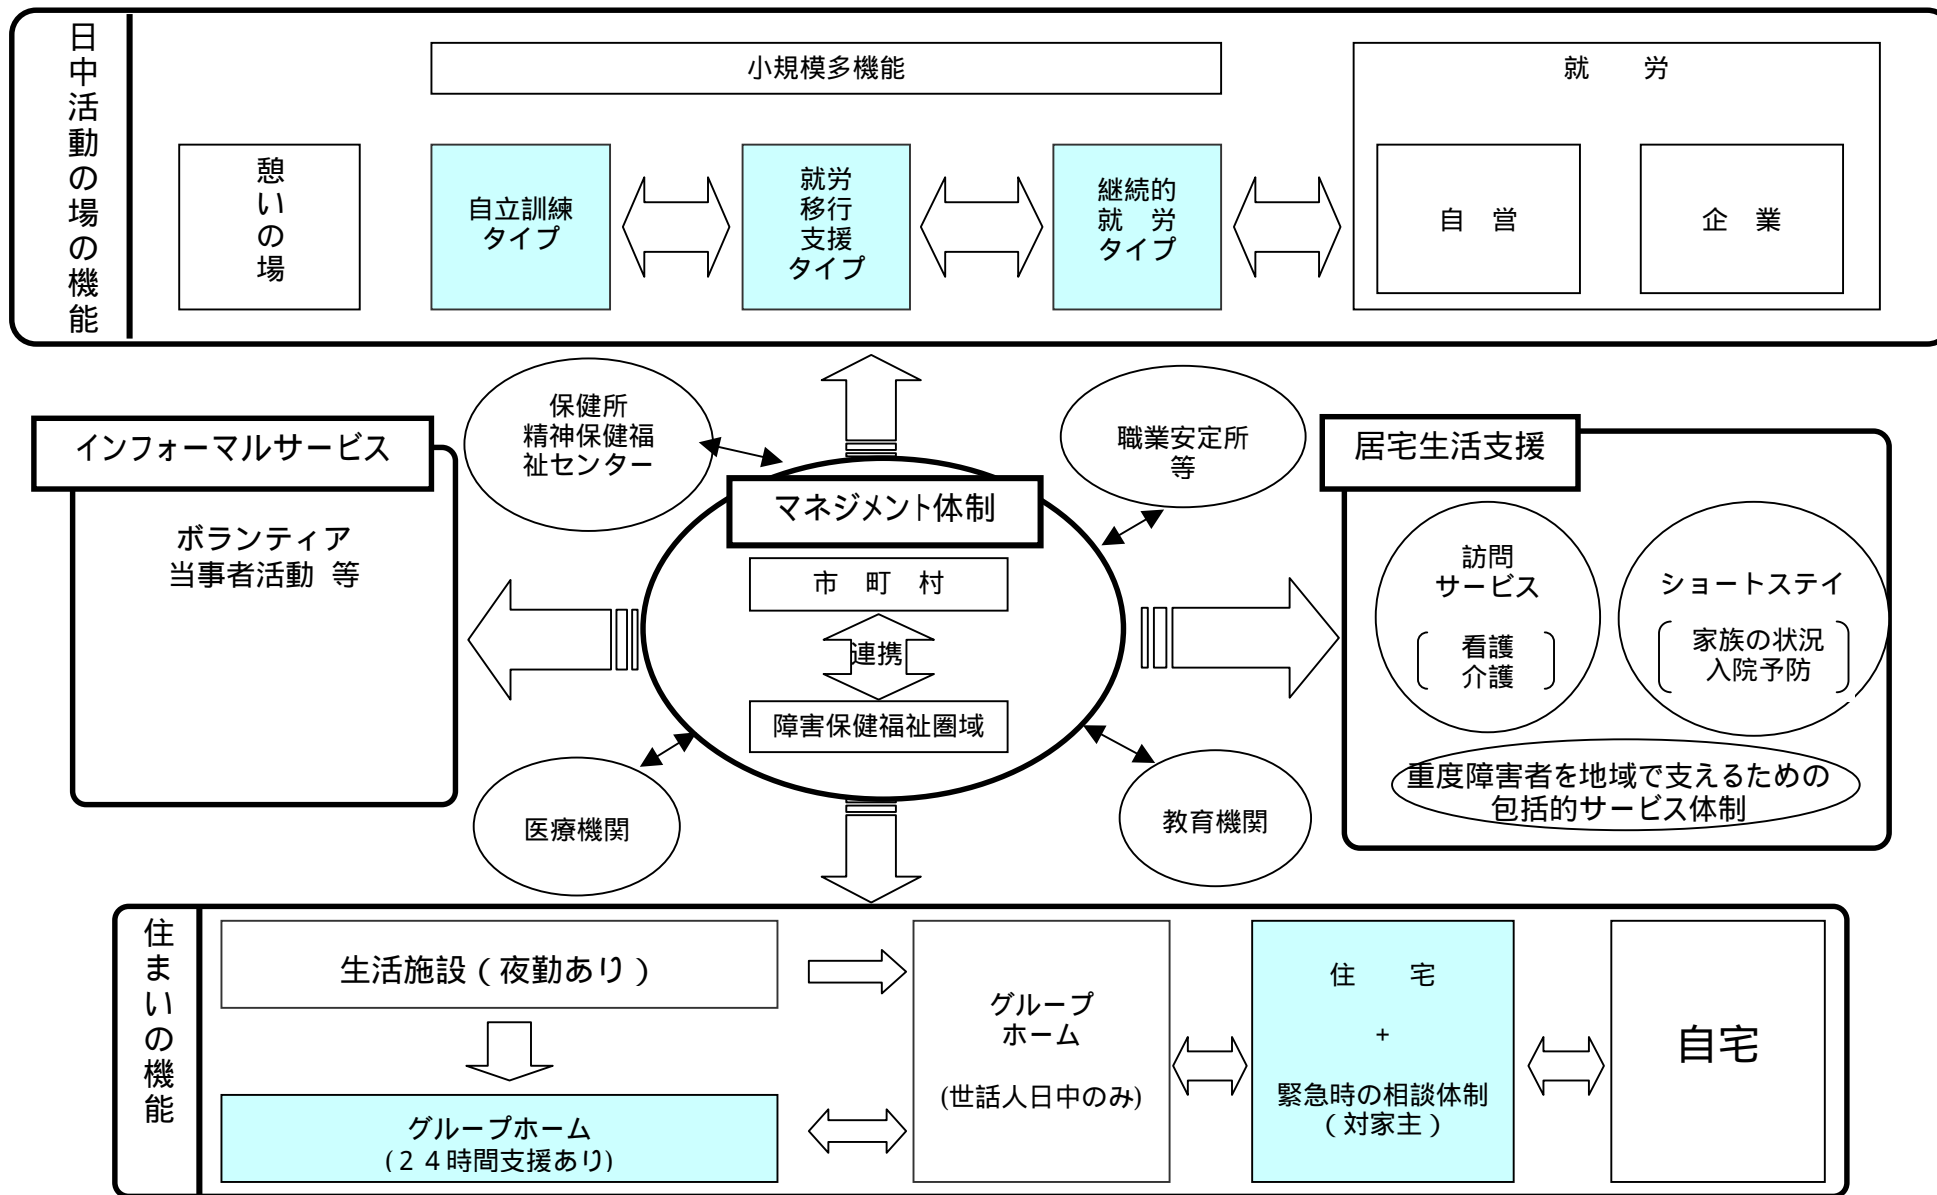 日中活動の場の機能
小規模多機能
就　労
憩いの場
自立訓練
タイプ
就労
移行
支援
タイプ
継続的
就　労
タイプ
自　営
企　業
保健所
精神保健福
祉センター
職業安定所
等
インフォーマルサービス
ボランティア
当事者活動 等
マネジメント体制
市　町　村
連携
障害保健福祉圏域
居宅生活支援
訪問
サービス
看護
介護
ショートステイ
家族の状況
入院予防
重度障害者を地域で支えるための
包括的サービス体制
医療機関
教育機関
住まいの機能
生活施設（夜勤あり）
グループホーム
(２４時間支援あり)
グループ
ホーム
(世話人日中のみ)
住　宅
+
緊急時の相談体制
（対家主）
自宅